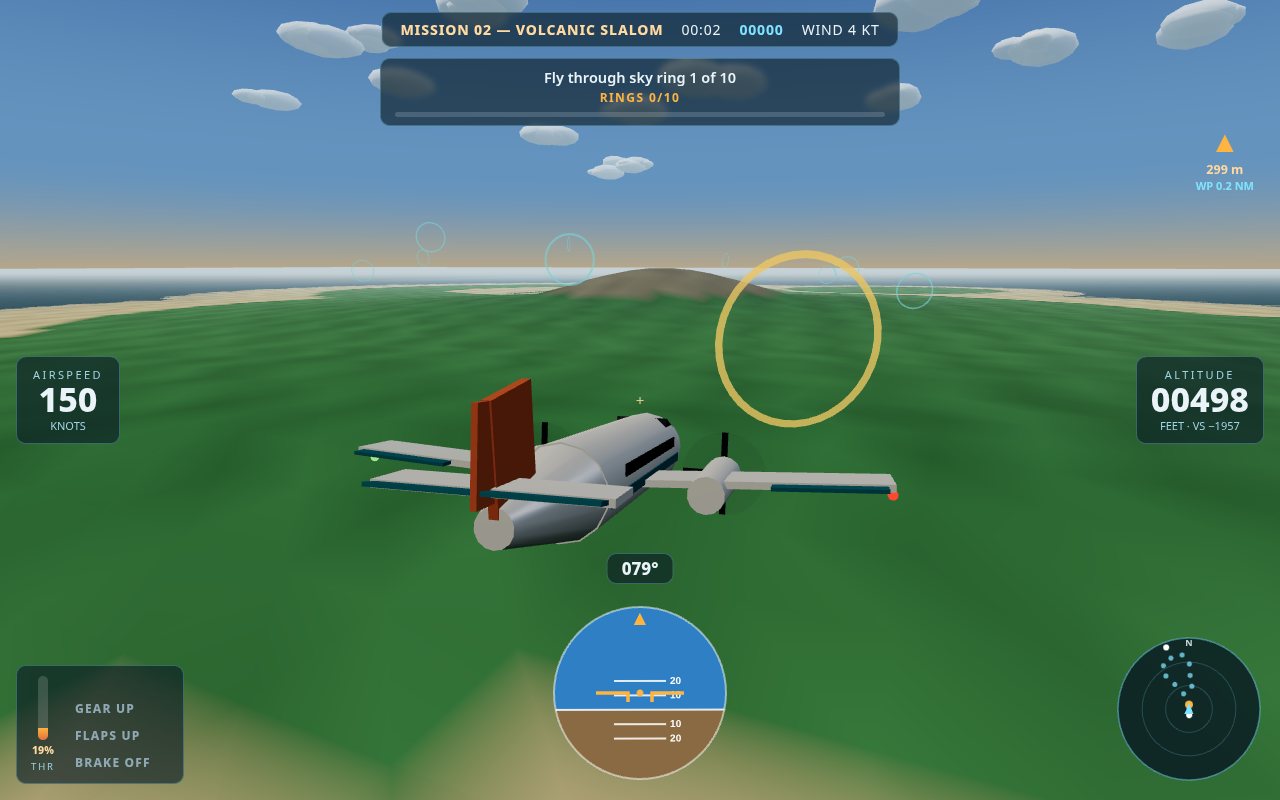 MISSION 02 — VOLCANIC SLALOM 00:02 00000 WIND 4 KT
Fly through sky ring 1 of 10
RINGS 0/10
299 m
WP 0.2 NM
AIRSPEED
150
KNOTS
ALTITUDE
00498
FEET · VS −1957
079°
20
10
10
20
GEAR UP
FLAPS UP
BRAKE OFF
19%
THR
N